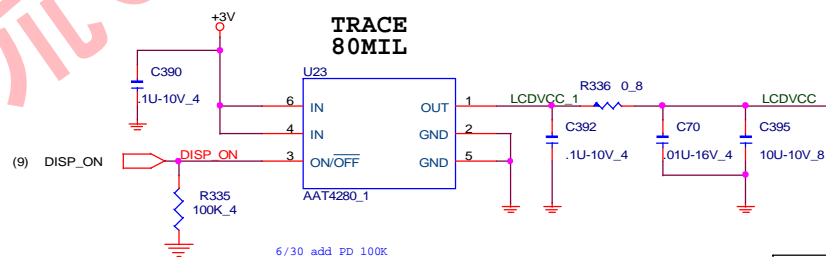 +3V
TRACE
80MIL
C390
.1U-10V_4
U23
6 IN OUT 1
4 IN GND 2
3 ON/OFF GND 5
AAT4280_1
LCDVCC_1
R336 0_8
LCDVCC
C392
.1U-10V_4
C70
.01U-16V_4
C395
10U-10V_8
(9) DISP_ON
DISP_ON
R335
100K_4
6/30 add PD 100K